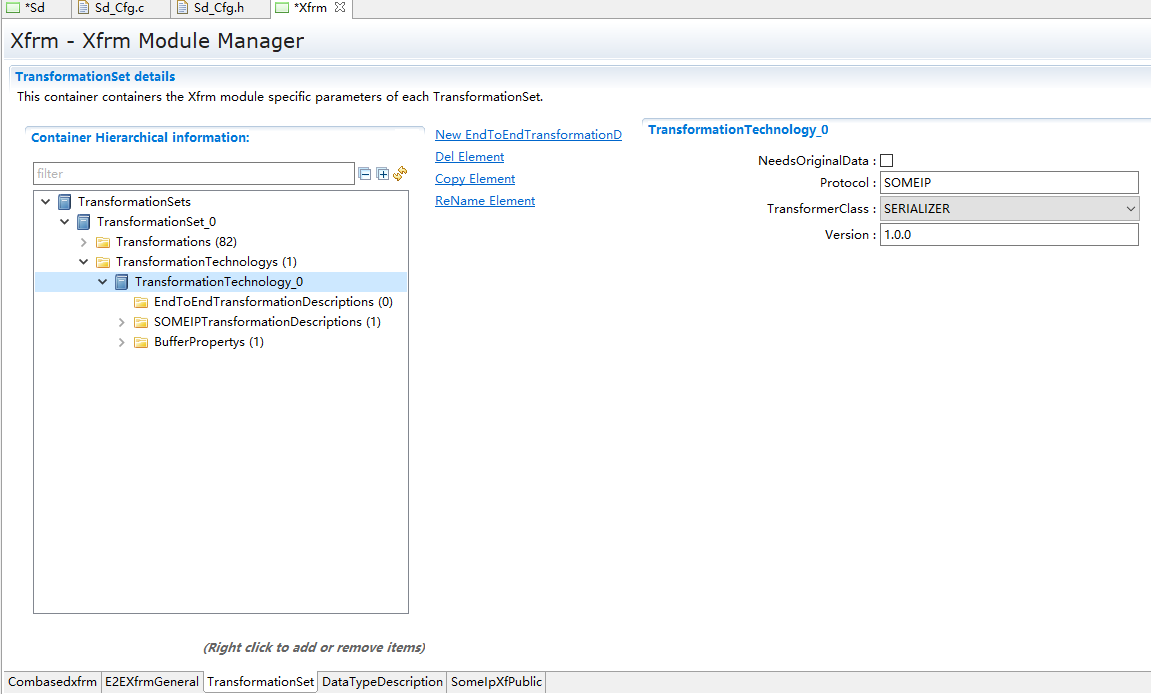 *Sd
Sd_Cfg.c
Sd_Cfg.h
*Xfrm
Xfrm - Xfrm Module Manager
TransformationSet details
This container containers the Xfrm module specific parameters of each TransformationSet.
Container Hierarchical information:
filter
TransformationSets
TransformationSet_0
Transformations (82)
TransformationTechnologys (1)
TransformationTechnology_0
EndToEndTransformationDescriptions (0)
SOMEIPTransformationDescriptions (1)
BufferPropertys (1)
(Right click to add or remove items)
New EndToEndTransformationD
Del Element
Copy Element
ReName Element
TransformationTechnology_0
NeedsOriginalData :
Protocol : SOMEIP
TransformerClass : SERIALIZER
Version : 1.0.0
Combasedxfrm
E2EXfrmGeneral
TransformationSet
DataTypeDescription
SomeIpXfPublic